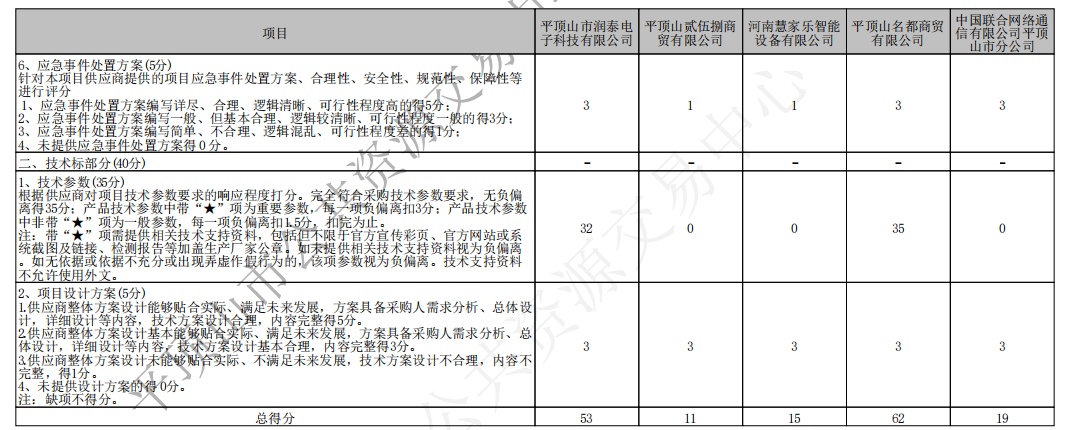 项目
平顶山市润泰电
子科技有限公司
平顶山贰伍捌商
贸有限公司
河南慧家乐智能
设备有限公司
平顶山名都商贸
有限公司
中国联合网络通
信有限公司平顶
山市分公司
6、应急事件处置方案(5分)
针对本项目供应商提供的项目应急事件处置方案、合理性、安全性、规范性、保障性等
进行评分
1、应急事件处置方案编写详尽、合理、逻辑清晰、可行性程度高的得5分；
2、应急事件处置方案编写一般、但基本合理、逻辑较清晰、可行性程度一般的得3分；
3、应急事件处置方案编写简单、不合理、逻辑混乱、可行性程度差的得1分；
4、未提供应急事件处置方案得 0 分。
3 1 1 3 3
二、技术标部分(40分)
- - - - -
1、技术参数(35分)
根据供应商对项目技术参数要求的响应程度打分。完全符合采购技术参数要求，无负偏
离得35分；产品技术参数中带“★”项为重要参数，每一项负偏离扣3分；产品技术参数
中非带“★”项为一般参数，每一项负偏离扣1.5分，扣完为止。
注：带“★”项需提供相关技术支持资料，包括但不限于官方宣传彩页、官方网站或系
统截图及链接、检测报告等加盖生产厂家公章。如未提供相关技术支持资料视为负偏离
。如无依据或依据不充分或出现弄虚作假行为的，该项参数视为负偏离。技术支持资料
不允许使用外文。
32 0 0 35 0
2、项目设计方案(5分)
1.供应商整体方案设计能够贴合实际、满足未来发展，方案具备采购人需求分析、总体设
计，详细设计等内容，技术方案设计合理，内容完整得5分。
2.供应商整体方案设计基本能够贴合实际、满足未来发展，方案具备采购人需求分析、总
体设计，详细设计等内容，技术方案设计基本合理，内容完整得3分。
3.供应商整体方案设计未能够贴合实际、不满足未来发展，技术方案设计不合理，内容不
完整，得1分。
4、未提供设计方案的得 0分。
注：缺项不得分。
3 3 3 3 3
总得分 53 11 15 62 19
平顶山市公共资源交易中
公共资源交易中心